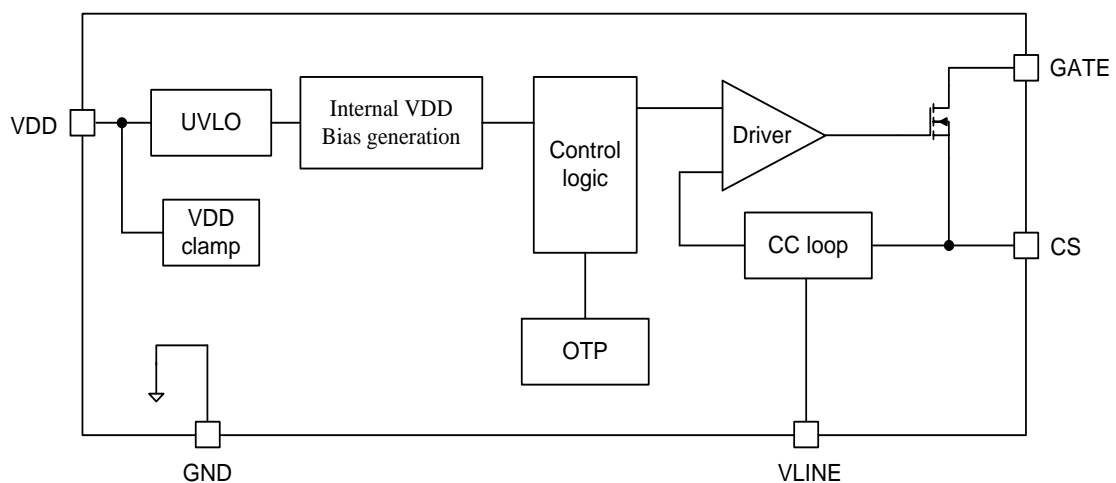 GATE
VDD
UVLO
Internal VDD
Bias generation
Control
logic
Driver
VDD
clamp
CC loop
CS
OTP
GND
VLINE